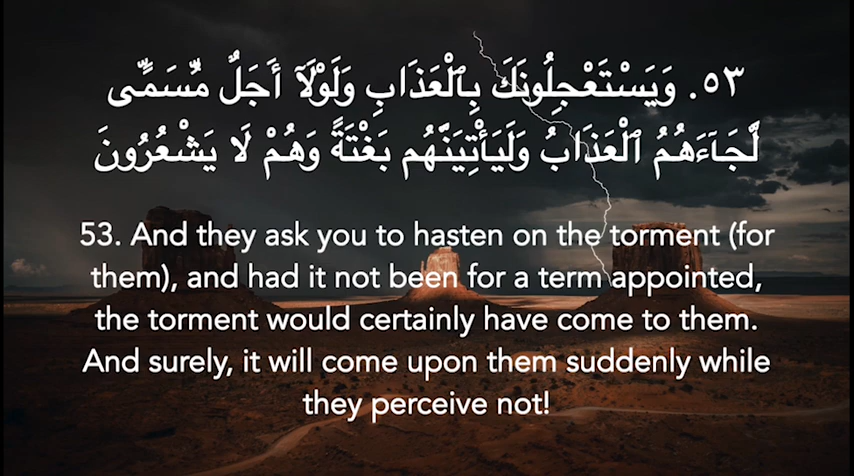 ٥٣. وَيَسْتَعْجِلُونَكَ بِٱلْعَذَابِ وَلَوْلَآ أَجَلٌ مُّسَمًّى
لَّجَآءَهُمُ ٱلْعَذَابُ وَلَيَأْتِيَنَّهُم بَغْتَةً وَهُمْ لَا يَشْعُرُونَ
53. And they ask you to hasten on the torment (for
them), and had it not been for a term appointed,
the torment would certainly have come to them.
And surely, it will come upon them suddenly while
they perceive not!